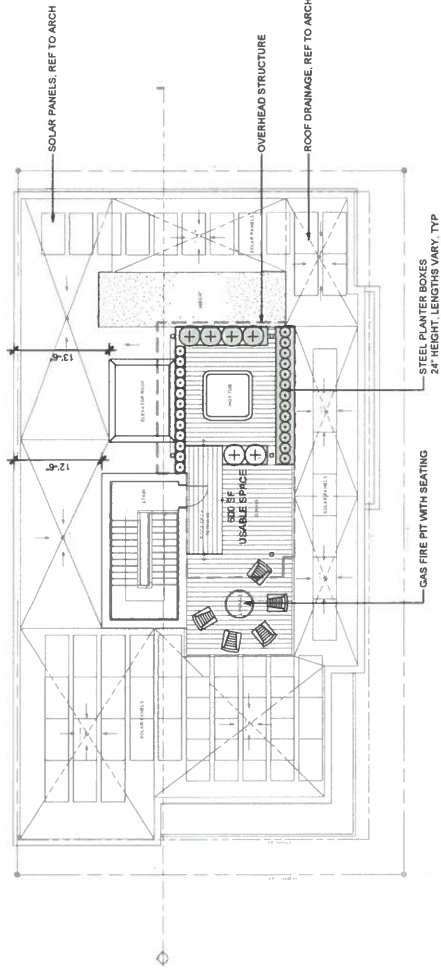 SOLAR PANELS, REF TO ARCH
OVERHEAD STRUCTURE
ROOF DRAINAGE, REF TO ARCH
SOLAR PANELS
13'-6"
12'-6"
ELEVATOR ROOF
HOT TUB
STAIR
600 SF
USABLE SPACE
SOLAR PANELS
SOLAR PANELS
STEEL PLANTER BOXES
24" HEIGHT, LENGTHS VARY, TYP
GAS FIRE PIT WITH SEATING